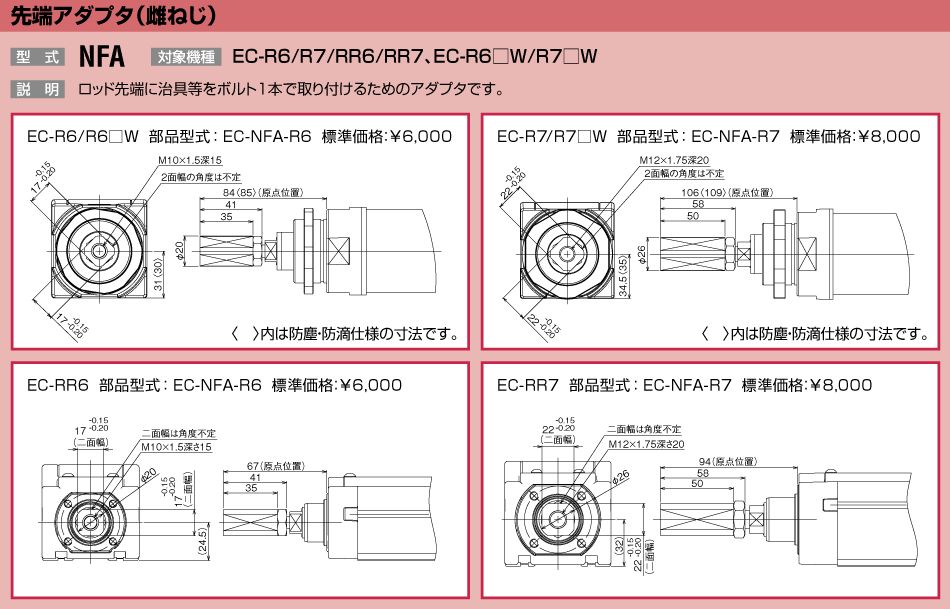 先端アダプタ（雌ねじ）
型 式 NFA 対象機種 EC-R6/R7/RR6/RR7、EC-R6□W/R7□W
説 明 ロッド先端に治具等をボルト1本で取り付けるためのアダプタです。
EC-R6/R6□W 部品型式：EC-NFA-R6 標準価格：¥6,000
M10×1.5深15
2面幅の角度は不定
17 -0.15 -0.20
84〈85〉（原点位置）
41
35
φ20
31（30）
17 -0.15 -0.20
〈 〉内は防塵・防滴仕様の寸法です。
EC-R7/R7□W 部品型式：EC-NFA-R7 標準価格：¥8,000
M12×1.75深20
2面幅の角度は不定
22 -0.15 -0.20
106〈109〉（原点位置）
58
50
φ26
34.5（35）
22 -0.15 -0.20
〈 〉内は防塵・防滴仕様の寸法です。
EC-RR6 部品型式：EC-NFA-R6 標準価格：¥6,000
17 -0.15 -0.20
（二面幅）
二面幅は角度不定
M10×1.5深さ15
φ20
17 -0.15 -0.20
（二面幅）
（24.5）
67（原点位置）
41
35
EC-RR7 部品型式：EC-NFA-R7 標準価格：¥8,000
22 -0.15 -0.20
（二面幅）
二面幅は角度不定
M12×1.75深さ20
φ26
（32）
22 -0.15 -0.20
（二面幅）
94（原点位置）
58
50